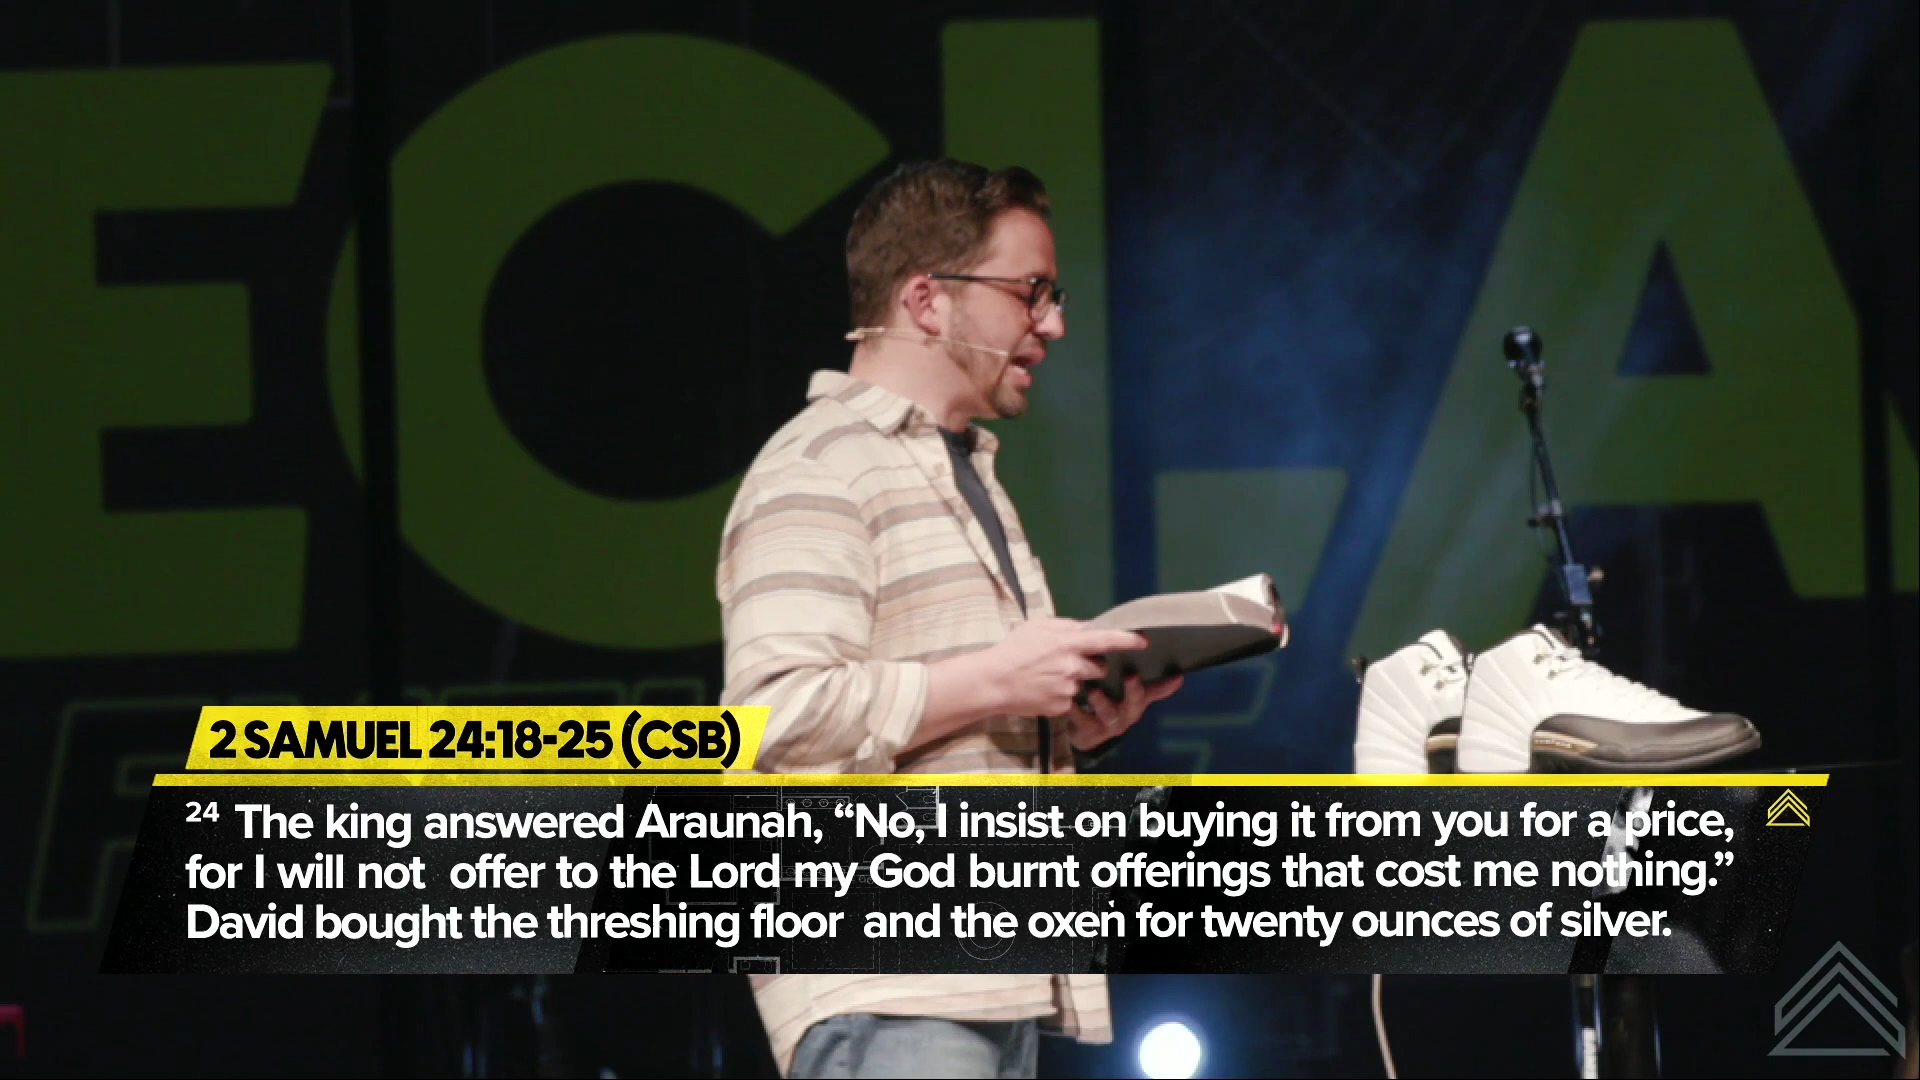 ECLA
2 SAMUEL 24:18-25 (CSB)
24 The king answered Araunah, “No, I insist on buying it from you for a price,
for I will not offer to the Lord my God burnt offerings that cost me nothing.”
David bought the threshing floor and the oxen for twenty ounces of silver.